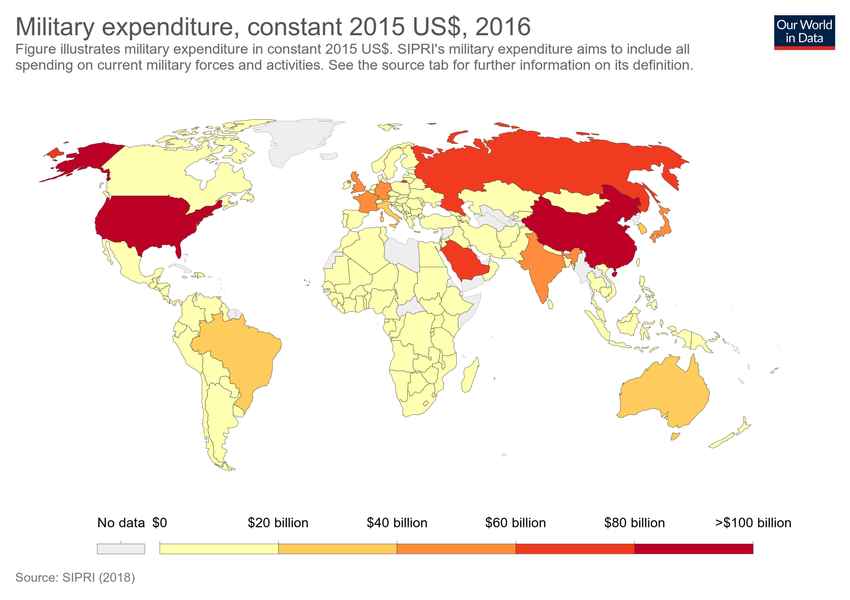 Military expenditure, constant 2015 US$, 2016
Our World
in Data
Figure illustrates military expenditure in constant 2015 US$. SIPRI's military expenditure aims to include all
spending on current military forces and activities. See the source tab for further information on its definition.
No data $0 $20 billion $40 billion $60 billion $80 billion >$100 billion
Source: SIPRI (2018)